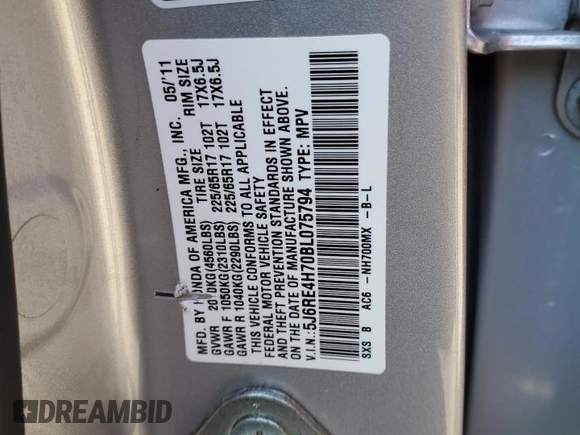 MFD. BY HONDA OF AMERICA MFG., INC. 05/'11
TIRE SIZE RIM SIZE
GVWR 2070KG(4560LBS)
GAWR F 1050KG(2310LBS) 225/65R17 102T 17X6.5J
GAWR R 1040KG(2290LBS) 225/65R17 102T 17X6.5J
THIS VEHICLE CONFORMS TO ALL APPLICABLE
FEDERAL MOTOR VEHICLE SAFETY
AND THEFT PREVENTION STANDARDS IN EFFECT
ON THE DATE OF MANUFACTURE SHOWN ABOVE.
V.I.N.:5J6RE4H70BL075794 TYPE: MPV
SXS B AC6 -NH700MX -B-L
DREAMBID